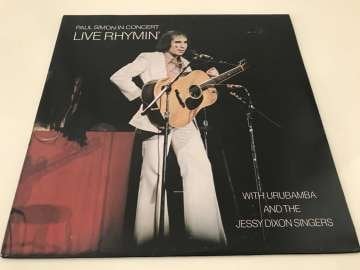 PAUL SIMON IN CONCERT
LIVE RHYMIN'
WITH URUBAMBA
AND THE
JESSY DIXON SINGERS